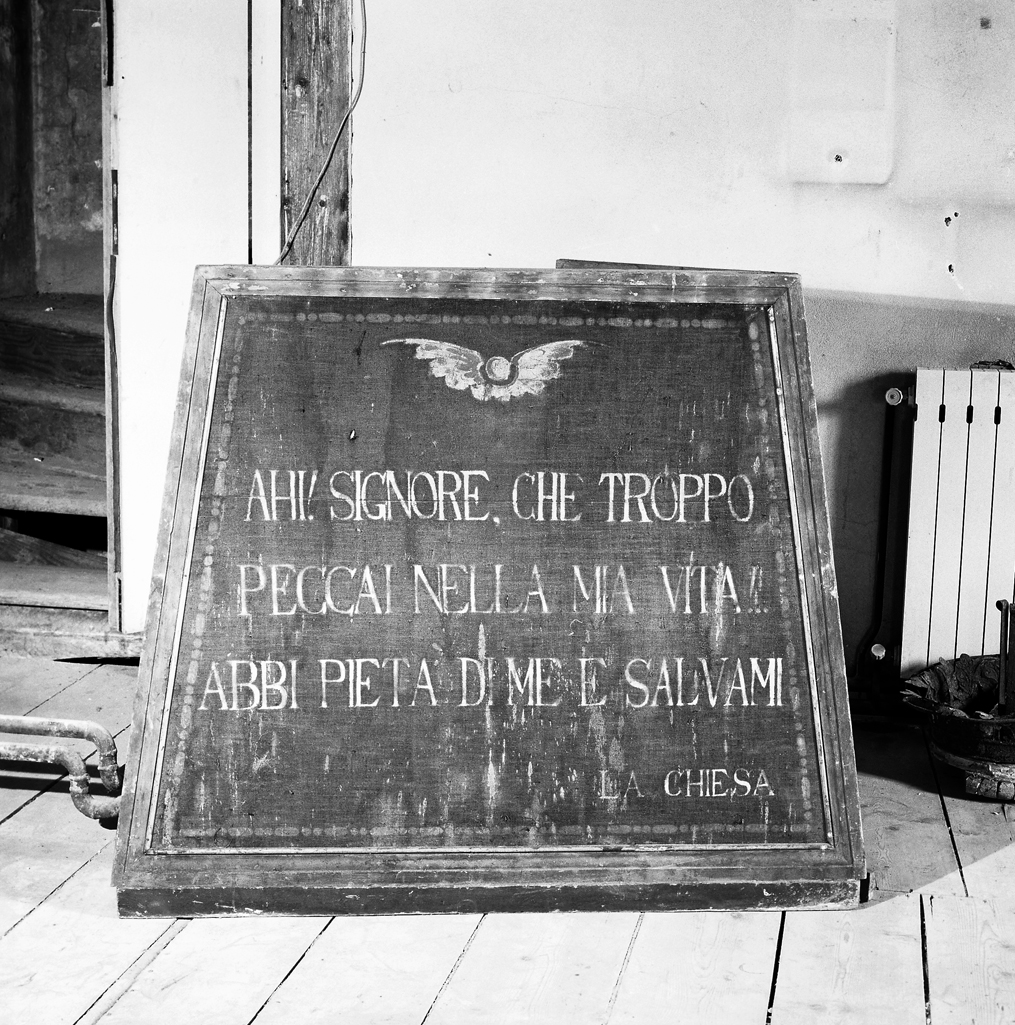 AHI! SIGNORE, CHE TROPPO
PECCAI NELLA MIA VITA!!
ABBI PIETA DI ME E SALVAMI
LA CHIESA